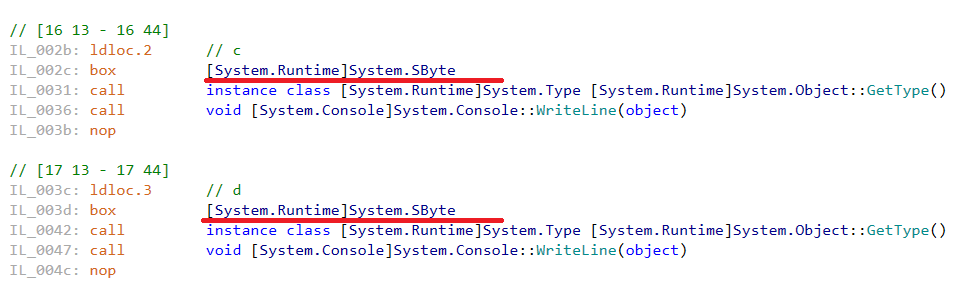 // [16 13 - 16 44]
IL_002b: ldloc.2 // c
IL_002c: box [System.Runtime]System.SByte
IL_0031: call instance class [System.Runtime]System.Type [System.Runtime]System.Object::GetType()
IL_0036: call void [System.Console]System.Console::WriteLine(object)
IL_003b: nop
// [17 13 - 17 44]
IL_003c: ldloc.3 // d
IL_003d: box [System.Runtime]System.SByte
IL_0042: call instance class [System.Runtime]System.Type [System.Runtime]System.Object::GetType()
IL_0047: call void [System.Console]System.Console::WriteLine(object)
IL_004c: nop